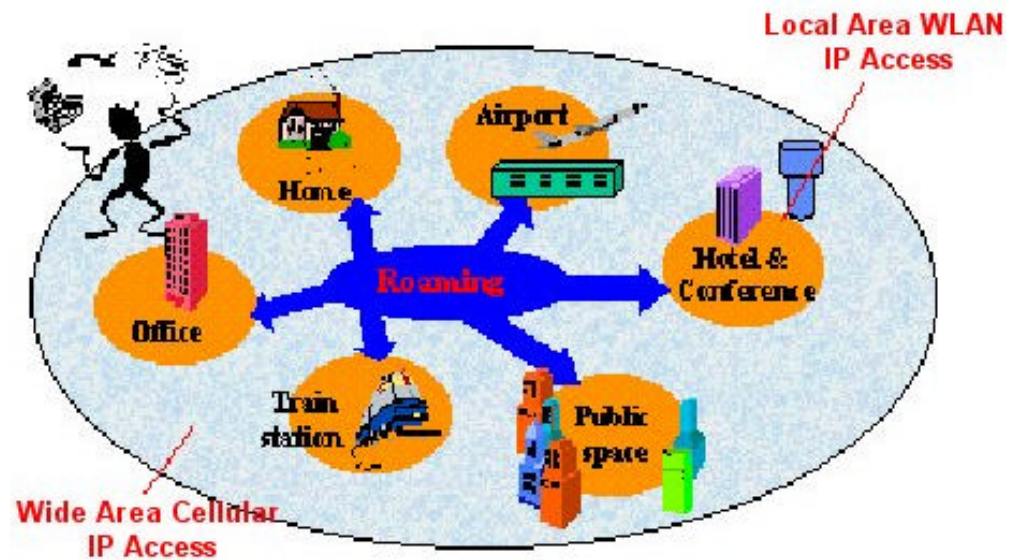 Local Area WLAN
IP Access
Airport
Home
Hotel &
Conference
Roaming
Office
Train
station
Public
space
Wide Area Cellular
IP Access